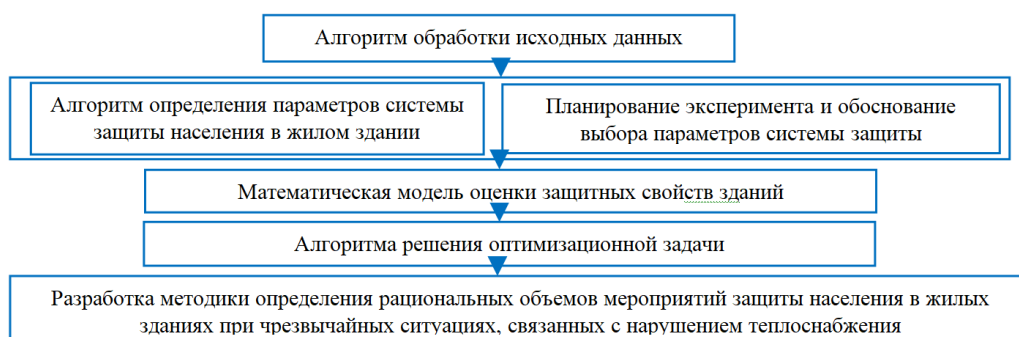 Алгоритм обработки исходных данных
Алгоритм определения параметров системы
защиты населения в жилом здании
Планирование эксперимента и обоснование
выбора параметров системы защиты
Математическая модель оценки защитных свойств зданий
Алгоритма решения оптимизационной задачи
Разработка методики определения рациональных объемов мероприятий защиты населения в жилых
зданиях при чрезвычайных ситуациях, связанных с нарушением теплоснабжения